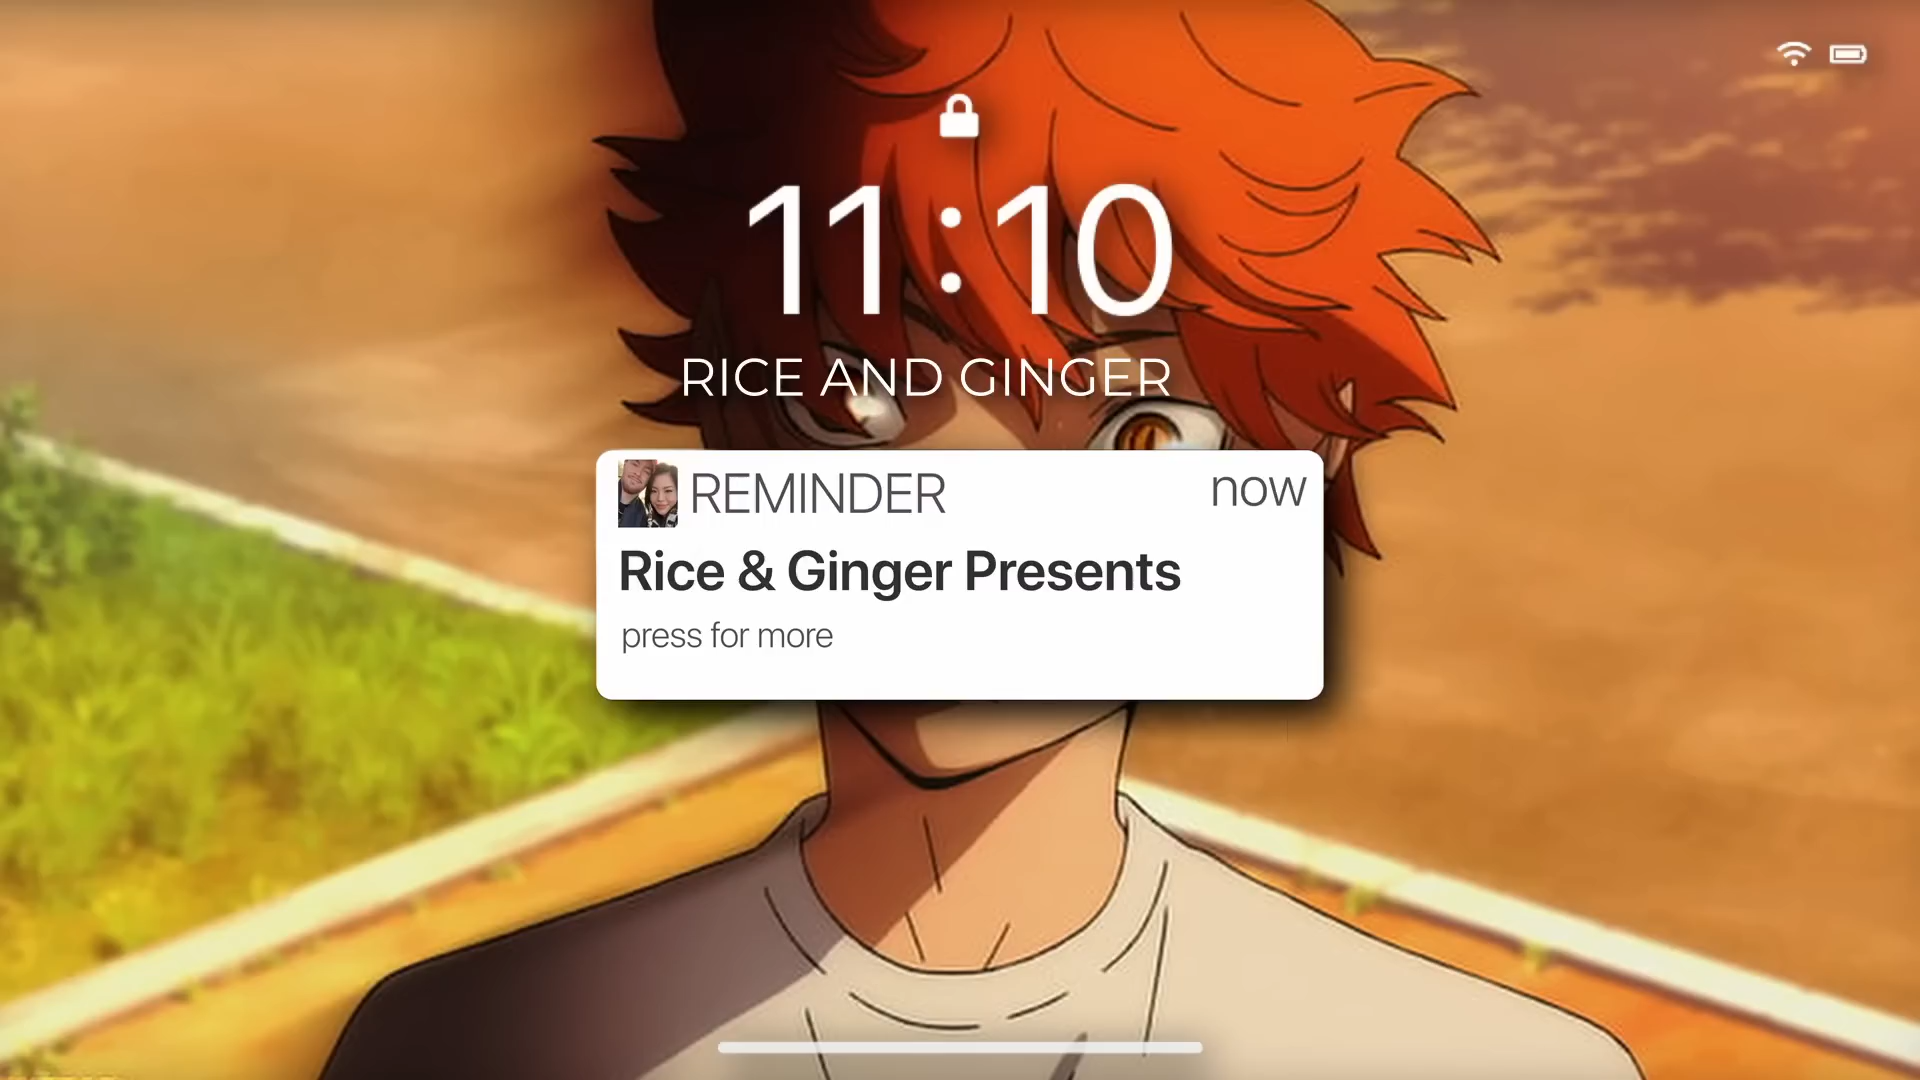 11:10
RICE AND GINGER
REMINDER now
Rice & Ginger Presents
press for more